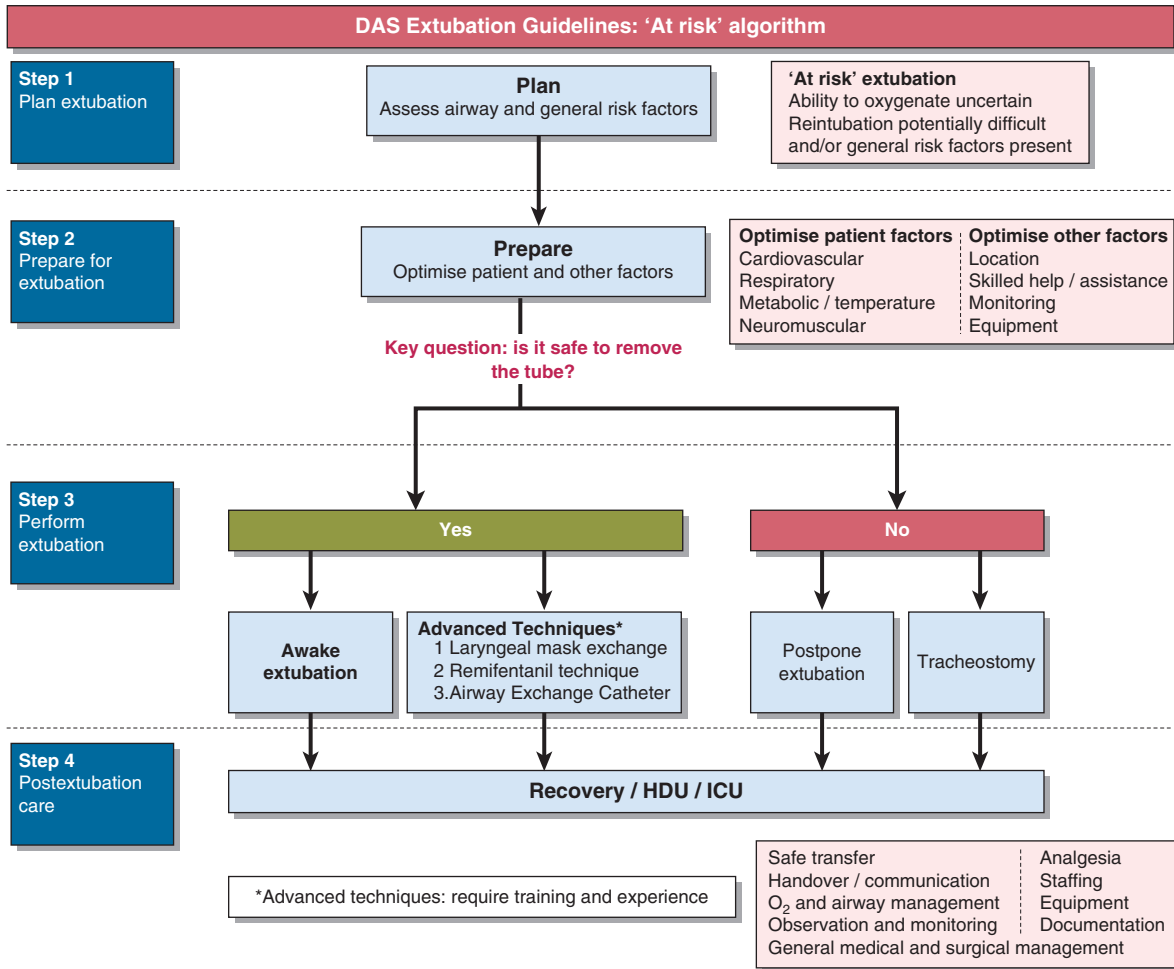 DAS Extubation Guidelines: ‘At risk’ algorithm
Step 1
Plan extubation
Plan
Assess airway and general risk factors
‘At risk’ extubation
Ability to oxygenate uncertain
Reintubation potentially difficult
and/or general risk factors present
Step 2
Prepare for
extubation
Prepare
Optimise patient and other factors
Optimise patient factors
Cardiovascular
Respiratory
Metabolic / temperature
Neuromuscular
Optimise other factors
Location
Skilled help / assistance
Monitoring
Equipment
Key question: is it safe to remove
the tube?
Step 3
Perform
extubation
Yes
No
Awake
extubation
Advanced Techniques*
1 Laryngeal mask exchange
2 Remifentanil technique
3.Airway Exchange Catheter
Postpone
extubation
Tracheostomy
Step 4
Postextubation
care
Recovery / HDU / ICU
*Advanced techniques: require training and experience
Safe transfer
Handover / communication
O₂ and airway management
Observation and monitoring
Analgesia
Staffing
Equipment
Documentation
General medical and surgical management